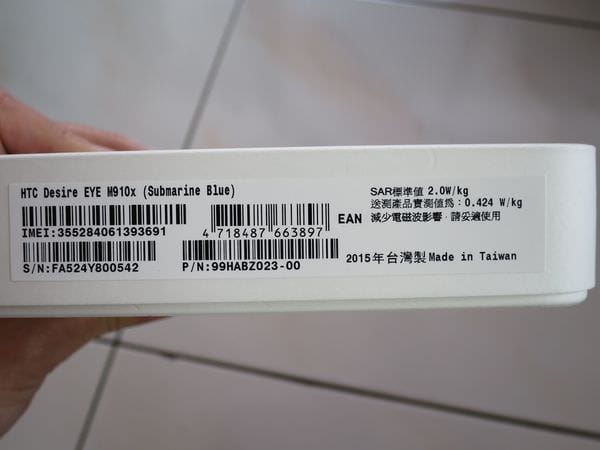 HTC Desire EYE M910x (Submarine Blue)
IMEI:355284061393691
4 718487 663897
EAN
S/N:FA524Y800542
P/N:99HABZ023-00
SAR標準值 2.0W/kg
送測產品實測值為:0.424 W/kg
減少電磁波影響,請妥適使用
2015年台灣製 Made in Taiwan